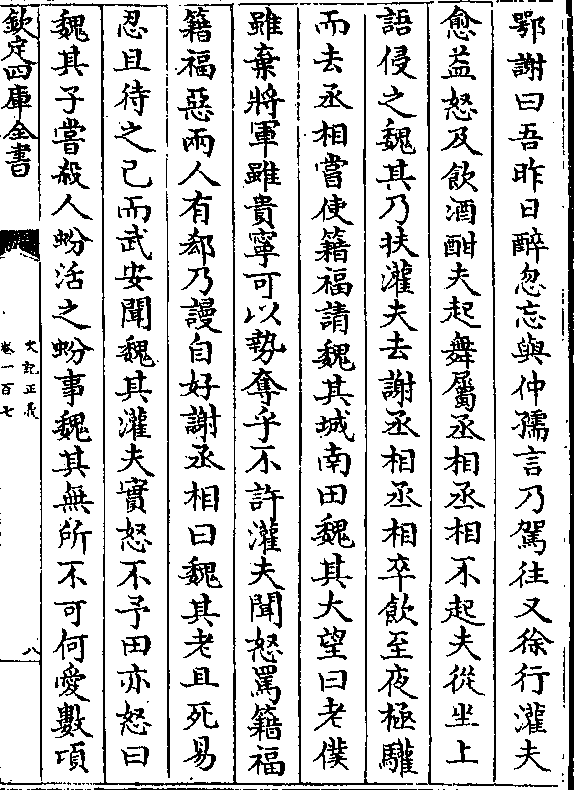 鄂謝曰吾昨日醉忽忘與仲孺言乃駕往又徐行灌夫
愈益怒及飲酒酣夫起舞屬丞相丞相不起夫從坐上
語侵之魏其乃扶灌夫去謝丞相丞相卒飲至夜極驩
而去丞相嘗使籍福請魏其城南田魏其大望曰老僕
雖棄將軍雖貴寧可以勢奪乎不許灌夫聞怒罵籍福
籍福惡兩人有郄乃謾自好謝丞相曰魏其老且死易
忍且待之已而武安聞魏其灌夫實怒不予田亦怒曰
魏其子嘗殺人蚡活之蚡事魏其無所不可何愛數項
欽定四庫全書
史記正義
卷一百七
八